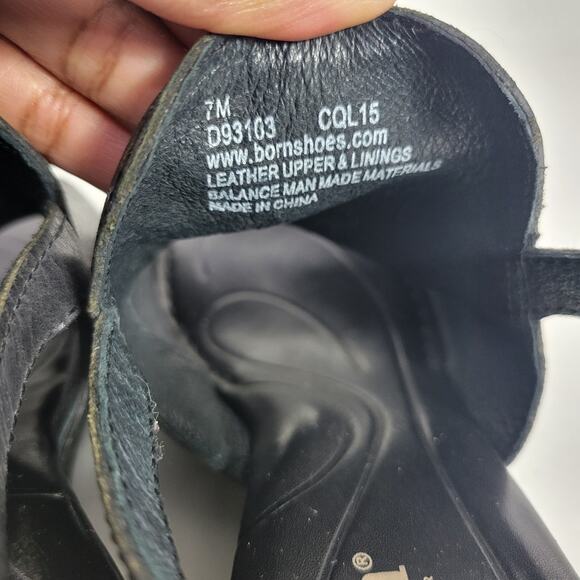 7M
D93103 CQL15
www.bornshoes.com
LEATHER UPPER & LININGS
BALANCE MAN MADE MATERIALS
MADE IN CHINA
®